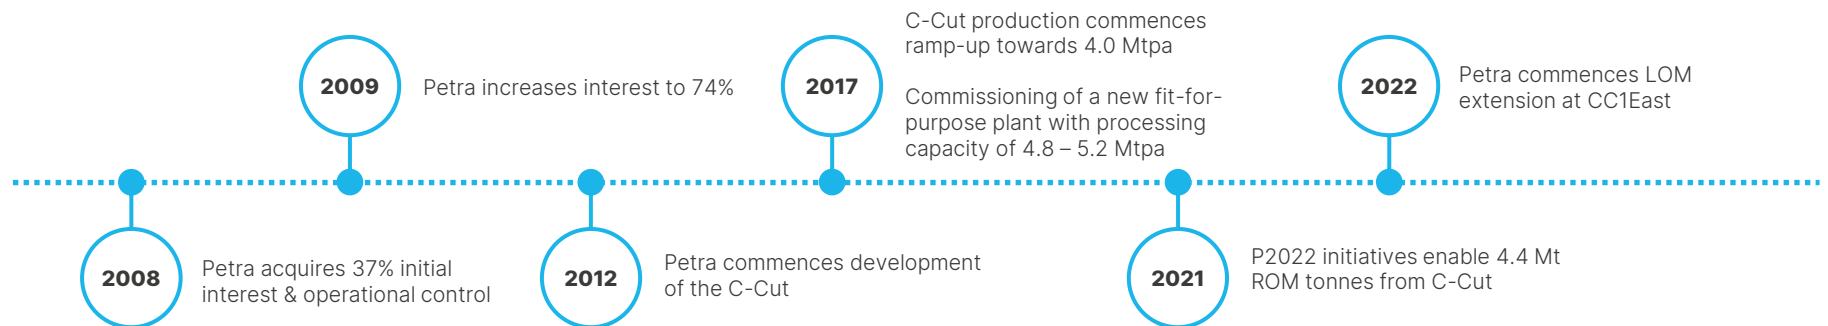 2008
Petra acquires 37% initial
interest & operational control
2009
Petra increases interest to 74%
2012
Petra commences development
of the C-Cut
2017
C-Cut production commences
ramp-up towards 4.0 Mtpa
Commissioning of a new fit-for-
purpose plant with processing
capacity of 4.8 – 5.2 Mtpa
2021
P2022 initiatives enable 4.4 Mt
ROM tonnes from C-Cut
2022
Petra commences LOM
extension at CC1East